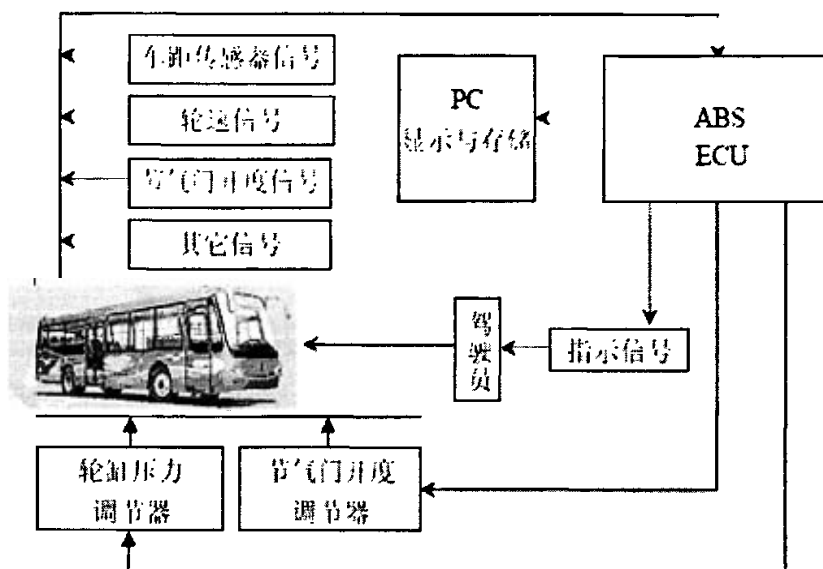 车距传感器信号
轮速信号
节气门开度信号
其它信号
PC
显示与存储
ABS
ECU
驾
驶
员
指示信号
轮缸压力
调节器
节气门开度
调节器